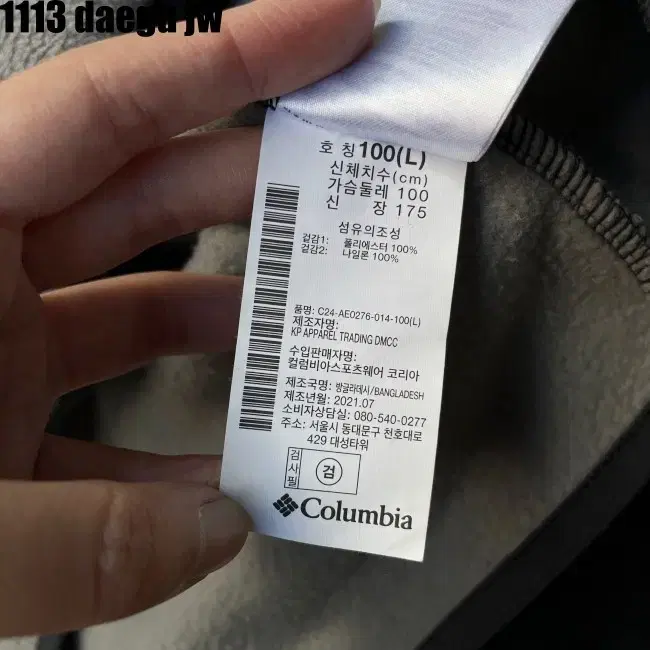 1113 daegu jw
호 칭 100(L)
신체치수(cm)
가슴둘레 100
신 장 175
섬유의조성
겉감1: 폴리에스터 100%
겉감2: 나일론 100%
품명: C24-AE0276-014-100(L)
제조자명:
KP APPAREL TRADING DMCC
수입판매자명:
컬럼비아스포츠웨어 코리아
제조국명: 방글라데시/BANGLADESH
제조년월: 2021.07
소비자상담실: 080-540-0277
주소: 서울시 동대문구 천호대로
429 대성타워
검사필
검
Columbia